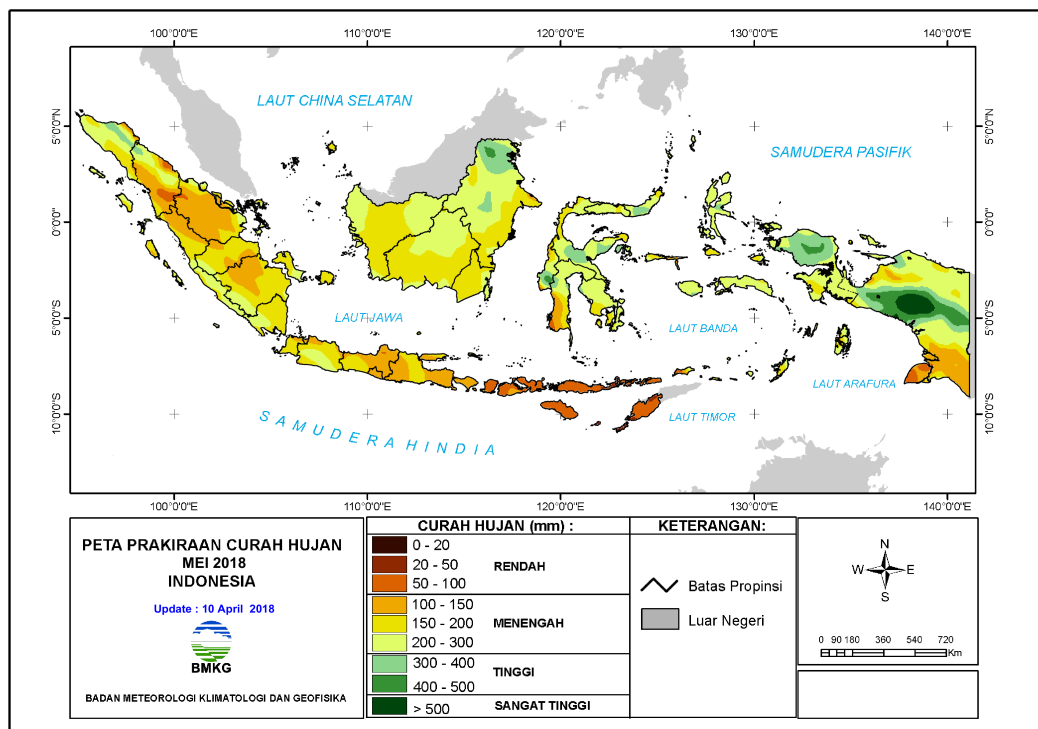 100°0'0"E 110°0'0"E 120°0'0"E 130°0'0"E 140°0'0"E
5°0'0"N 5°0'0"N
0°0'0" 0°0'0"
5°0'0"S 5°0'0"S
10°0'0"S 10°0'0"S
LAUT CHINA SELATAN
SAMUDERA PASIFIK
LAUT JAWA
LAUT BANDA
LAUT ARAFURA
LAUT TIMOR
SAMUDERA HINDIA
100°0'0"E 110°0'0"E 120°0'0"E 130°0'0"E 140°0'0"E
PETA PRAKIRAAN CURAH HUJAN
MEI 2018
INDONESIA
Update : 10 April 2018
BMKG
BADAN METEOROLOGI KLIMATOLOGI DAN GEOFISIKA
CURAH HUJAN (mm) :
0 - 20
20 - 50
RENDAH
50 - 100
100 - 150
150 - 200
MENENGAH
200 - 300
300 - 400
TINGGI
400 - 500
> 500
SANGAT TINGGI
KETERANGAN:
Batas Propinsi
Luar Negeri
N
W E
S
0 90 180 360 540 720
Km